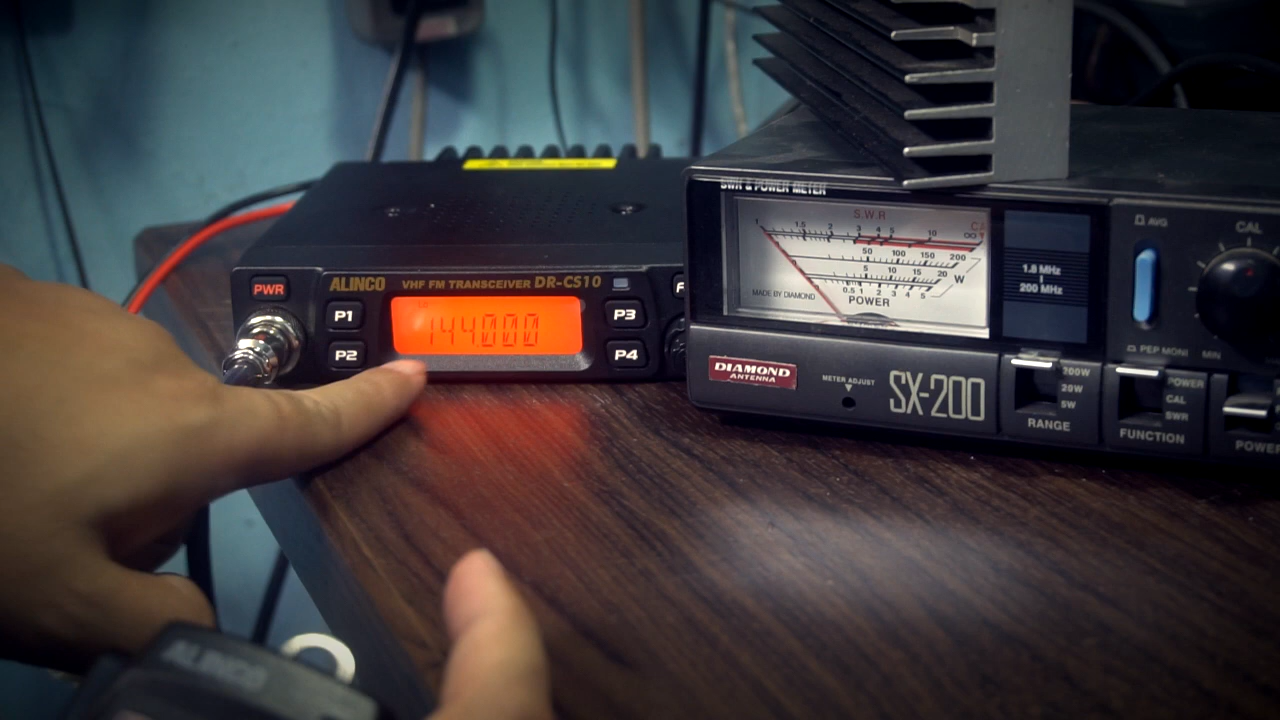 PWR
ALINCO VHF FM TRANSCEIVER DR-CS10
P1
P2
144.000
P3
P4
SWR & POWER METER
S.W.R
1 1.5 2 3 4 5 10 ∞
50 100 150 200
5 10 15 20 W
0.5 1 2 3 4 5
MADE BY DIAMOND
POWER
1.8 MHz
200 MHz
AVG
CAL
PEP MONI
MIN
DIAMOND
ANTENNA
METER ADJUST
SX-200
200W
20W
5W
RANGE
POWER
CAL
SWR
FUNCTION
POWER
ALINCO